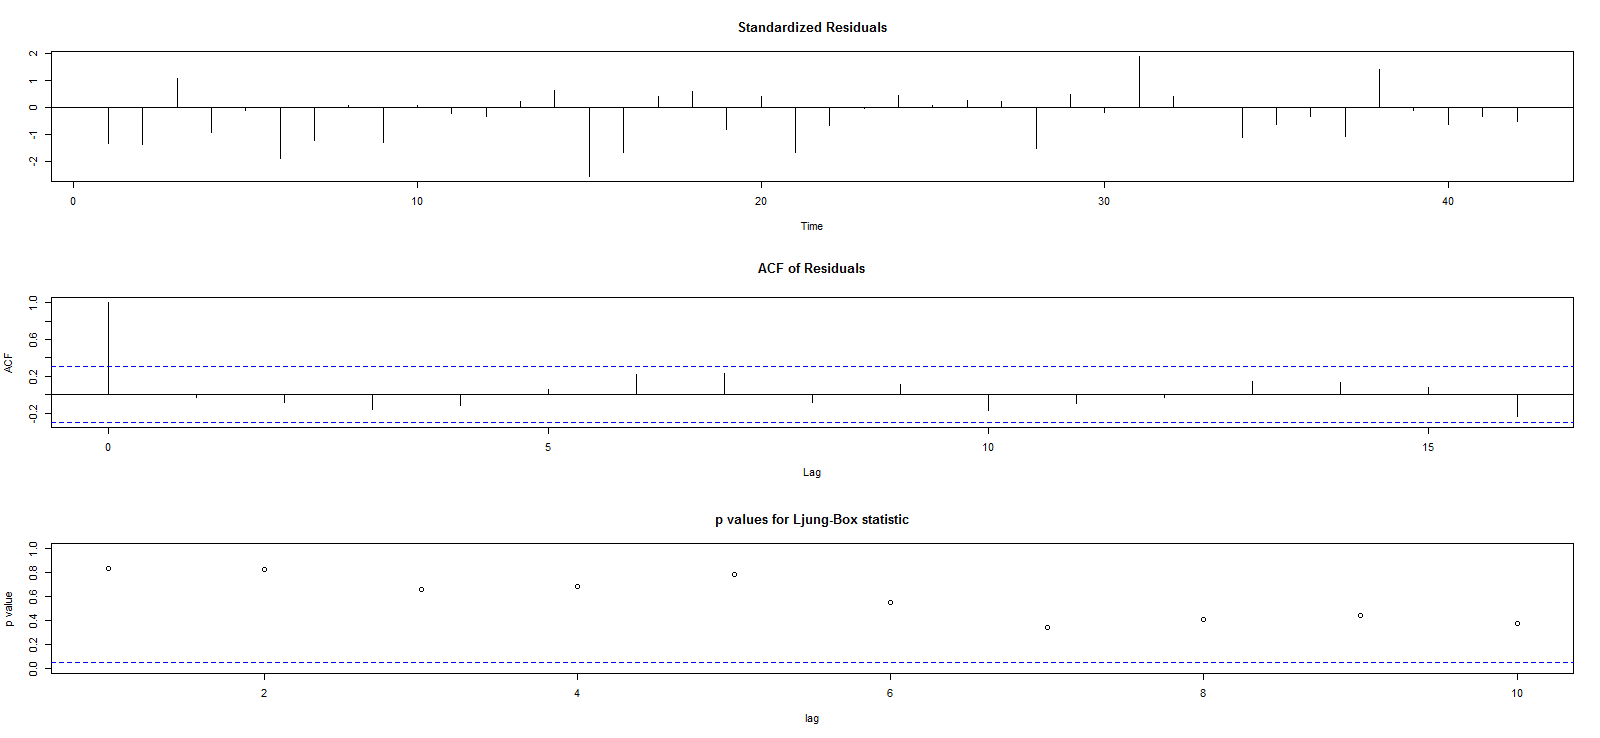 Standardized Residuals
2
1
0
-1
-2
0 10 20 30 40
Time
ACF of Residuals
ACF
1.0
0.6
0.2
-0.2
0 5 10 15
Lag
p values for Ljung-Box statistic
p value
1.0
0.8
0.6
0.4
0.2
0.0
2 4 6 8 10
lag